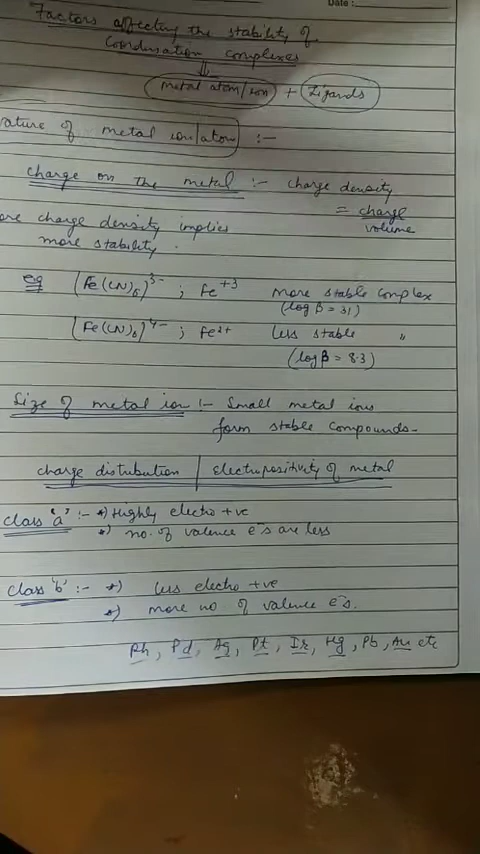 Date :
Factors affecting the stability of
Coordination complexes
⇓
Metal atom/ion + Ligands
nature of metal ion/atom :-
Charge on the metal :- charge density
= charge
volume
ore charge density implies
more stability.
eg [Fe(CN)6]3- ; Fe+3 more stable complex
(log β = 31)
[Fe(CN)6]4- ; Fe2+ less stable "
(log β = 8.3)
Size of metal ion :- Small metal ions
form stable compounds-
charge distribution | Electropositivity of metal
Class 'a' :- *) Highly electro +ve
*) no. of valence e-s are less
Class 'b' :- *) less electro +ve
*) more no of valence e-s.
Rh, Pd, Ag, Pt, Ir, Hg, Pb, Au etc